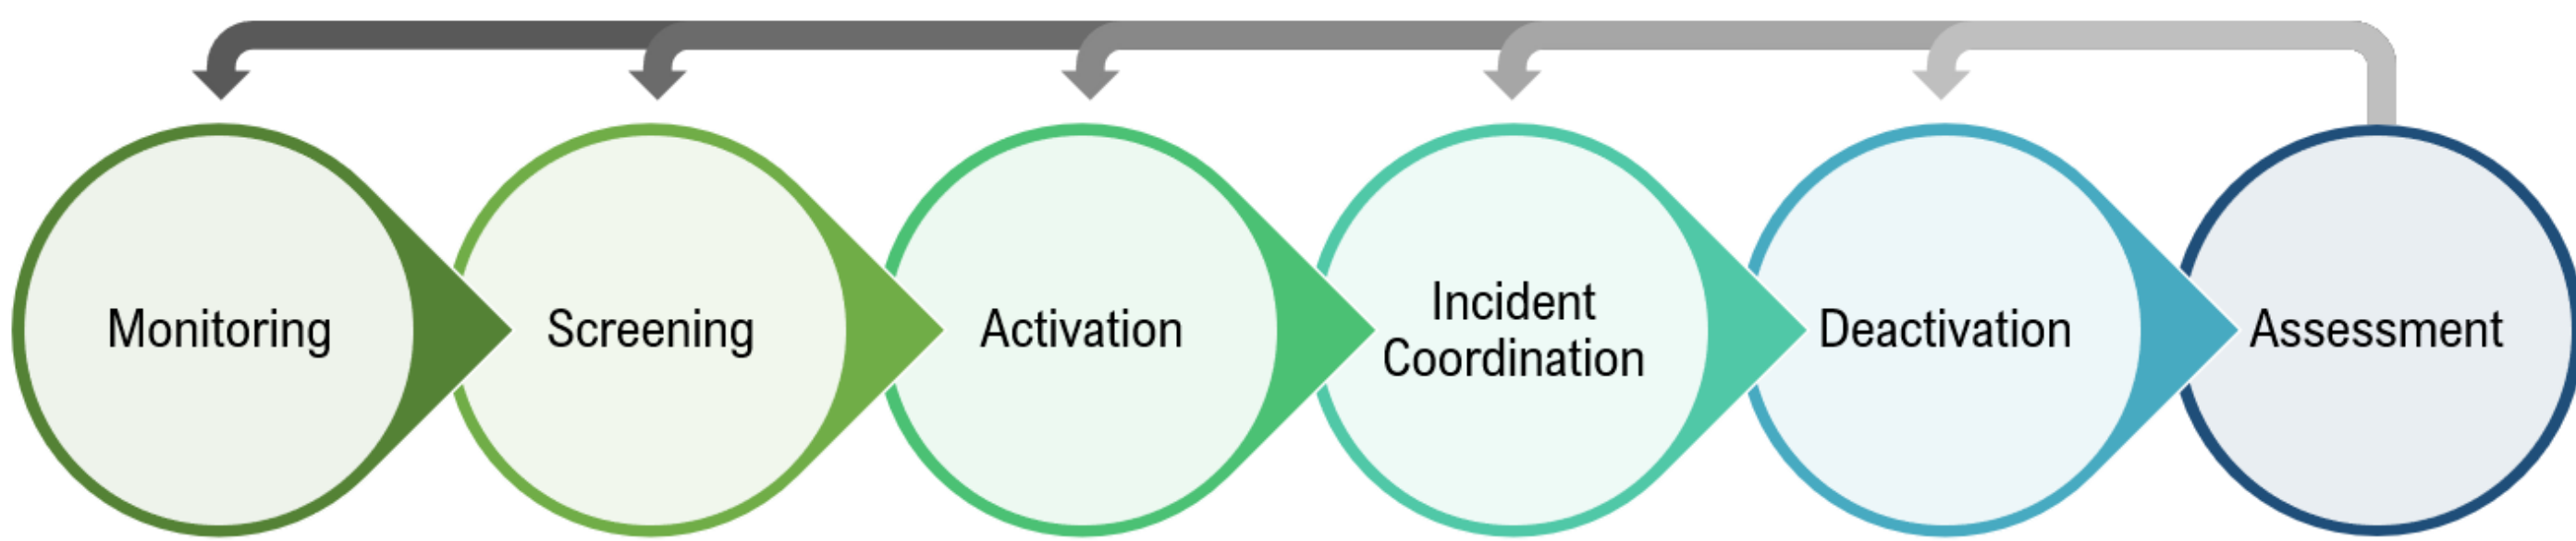 Monitoring
Screening
Activation
Incident
Coordination
Deactivation
Assessment